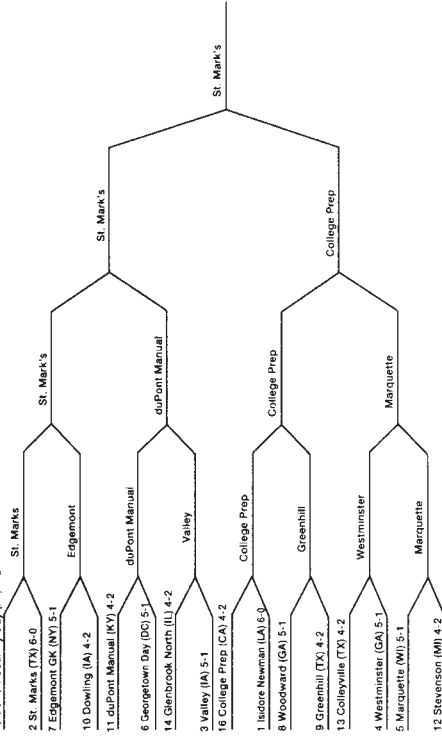 2 St. Marks (TX) 6-0
7 Edgemont GK (NY) 5-1
10 Dowling (IA) 4-2
11 duPont Manual (KY) 4-2
6 Georgetown Day (DC) 5-1
14 Glenbrook North (IL) 4-2
3 Valley (IA) 5-1
16 College Prep (CA) 4-2
1 Isidore Newman (LA) 6-0
8 Woodward (GA) 5-1
9 Greenhill (TX) 4-2
13 Colleyville (TX) 4-2
4 Westminster (GA) 5-1
5 Marquette (WI) 5-1
12 Stevenson (MI) 4-2
St. Marks
Edgemont
duPont Manual
Valley
College Prep
Greenhill
Westminster
Marquette
St. Mark's
duPont Manual
College Prep
Marquette
St. Mark's
College Prep
St. Mark's